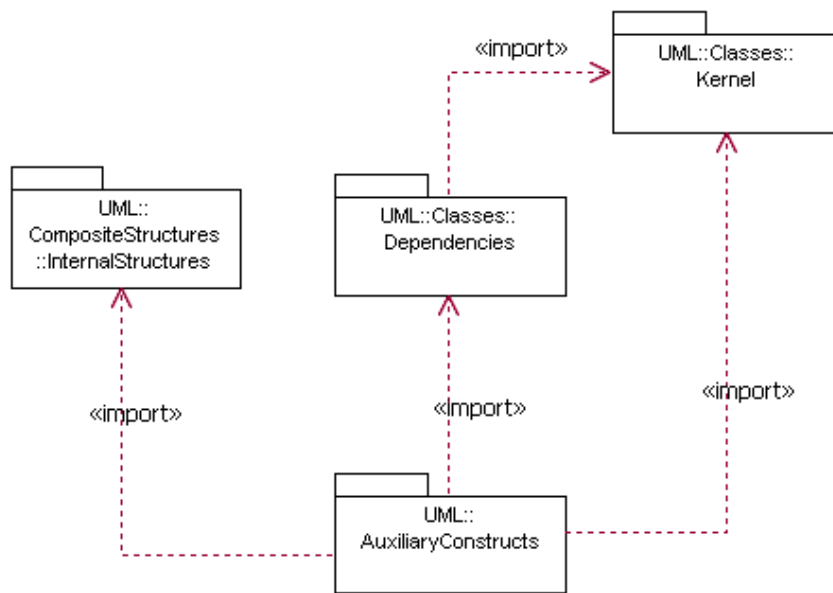 «import»
UML::Classes::
Kernel
UML::
CompositeStructures
::InternalStructures
UML::Classes::
Dependencies
«import»
«import»
«import»
UML::
AuxiliaryConstructs